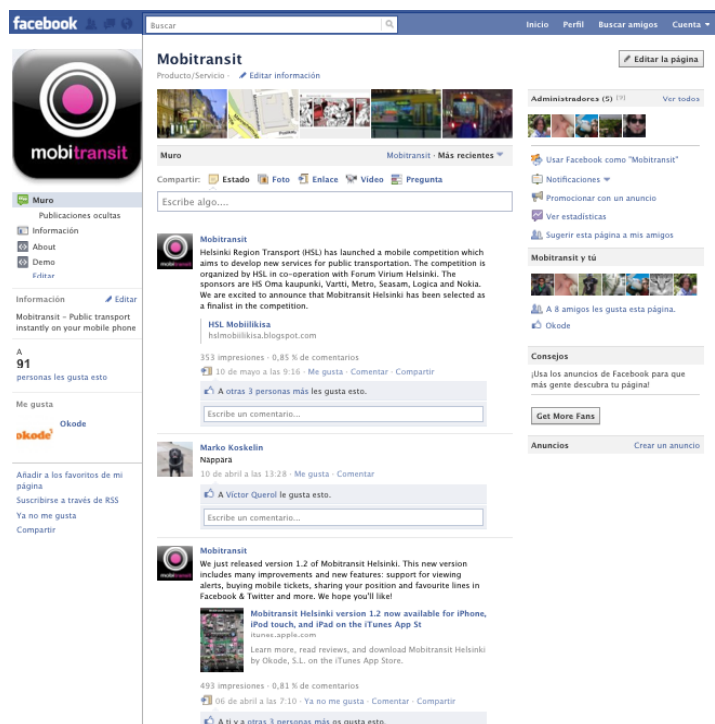 facebook
Buscar
Inicio Perfil Buscar amigos Cuenta
mobitransit
Muro
Publicaciones ocultas
Información
About
Demo
Editar
Información Editar
Mobitransit – Public transport
instantly on your mobile phone
A
91
personas les gusta esto
Me gusta
okode
Okode
Añadir a los favoritos de mi
página
Suscribirse a través de RSS
Ya no me gusta
Compartir
Mobitransit
Producto/Servicio · Editar información
Muro Mobitransit · Más recientes
Compartir: Estado Foto Enlace Vídeo Pregunta
Escribe algo....
mobitransit
Mobitransit
Helsinki Region Transport (HSL) has launched a mobile competition which
aims to develop new services for public transportation. The competition is
organized by HSL in co-operation with Forum Virium Helsinki. The
sponsors are HS Oma kaupunki, Vartti, Metro, Seasam, Logica and Nokia.
We are excited to announce that Mobitransit Helsinki has been selected as
a finalist in the competition.
HSL Mobiilikisa
hslmobiilikisa.blogspot.com
353 impresiones · 0,85 % de comentarios
10 de mayo a las 9:16 · Me gusta · Comentar · Compartir
A otras 3 personas más les gusta esto.
Escribe un comentario...
Marko Koskelin
Näppärä
10 de abril a las 13:28 · Me gusta · Comentar
A Víctor Querol le gusta esto.
Escribe un comentario...
mobitransit
Mobitransit
We just released version 1.2 of Mobitransit Helsinki. This new version
includes many improvements and new features: support for viewing
alerts, buying mobile tickets, sharing your position and favourite lines in
Facebook & Twitter and more. We hope you'll like!
Mobitransit Helsinki version 1.2 now available for iPhone,
iPod touch, and iPad on the iTunes App St
itunes.apple.com
Learn more, read reviews, and download Mobitransit Helsinki
by Okode, S.L. on the iTunes App Store.
493 impresiones · 0,81 % de comentarios
06 de abril a las 7:10 · Ya no me gusta · Comentar · Compartir
A ti y a otras 3 personas más os gusta esto.
Editar la página
Administradores (5) [?] Ver todos
Usar Facebook como "Mobitransit"
Notificaciones
Promocionar con un anuncio
Ver estadísticas
Sugerir esta página a mis amigos
Mobitransit y tú
A 8 amigos les gusta esta página.
Okode
Consejos
¡Usa los anuncios de Facebook para que
más gente descubra tu página!
Get More Fans
Anuncios Crear un anuncio